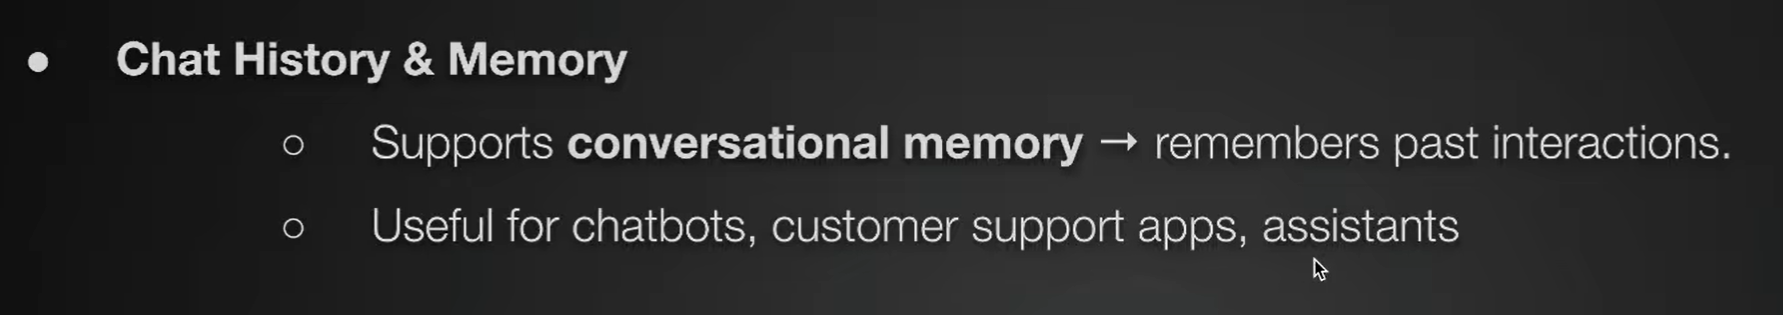 ● Chat History & Memory
○ Supports conversational memory → remembers past interactions.
○ Useful for chatbots, customer support apps, assistants